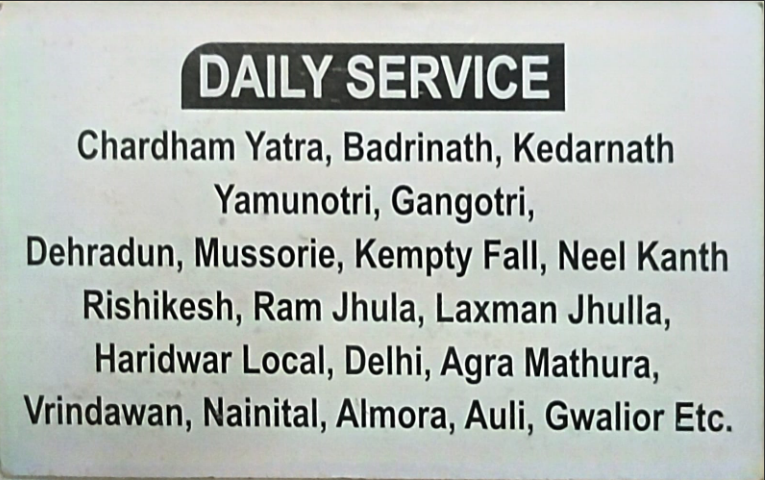 DAILY SERVICE
Chardham Yatra, Badrinath, Kedarnath
Yamunotri, Gangotri,
Dehradun, Mussorie, Kempty Fall, Neel Kanth
Rishikesh, Ram Jhula, Laxman Jhulla,
Haridwar Local, Delhi, Agra Mathura,
Vrindawan, Nainital, Almora, Auli, Gwalior Etc.